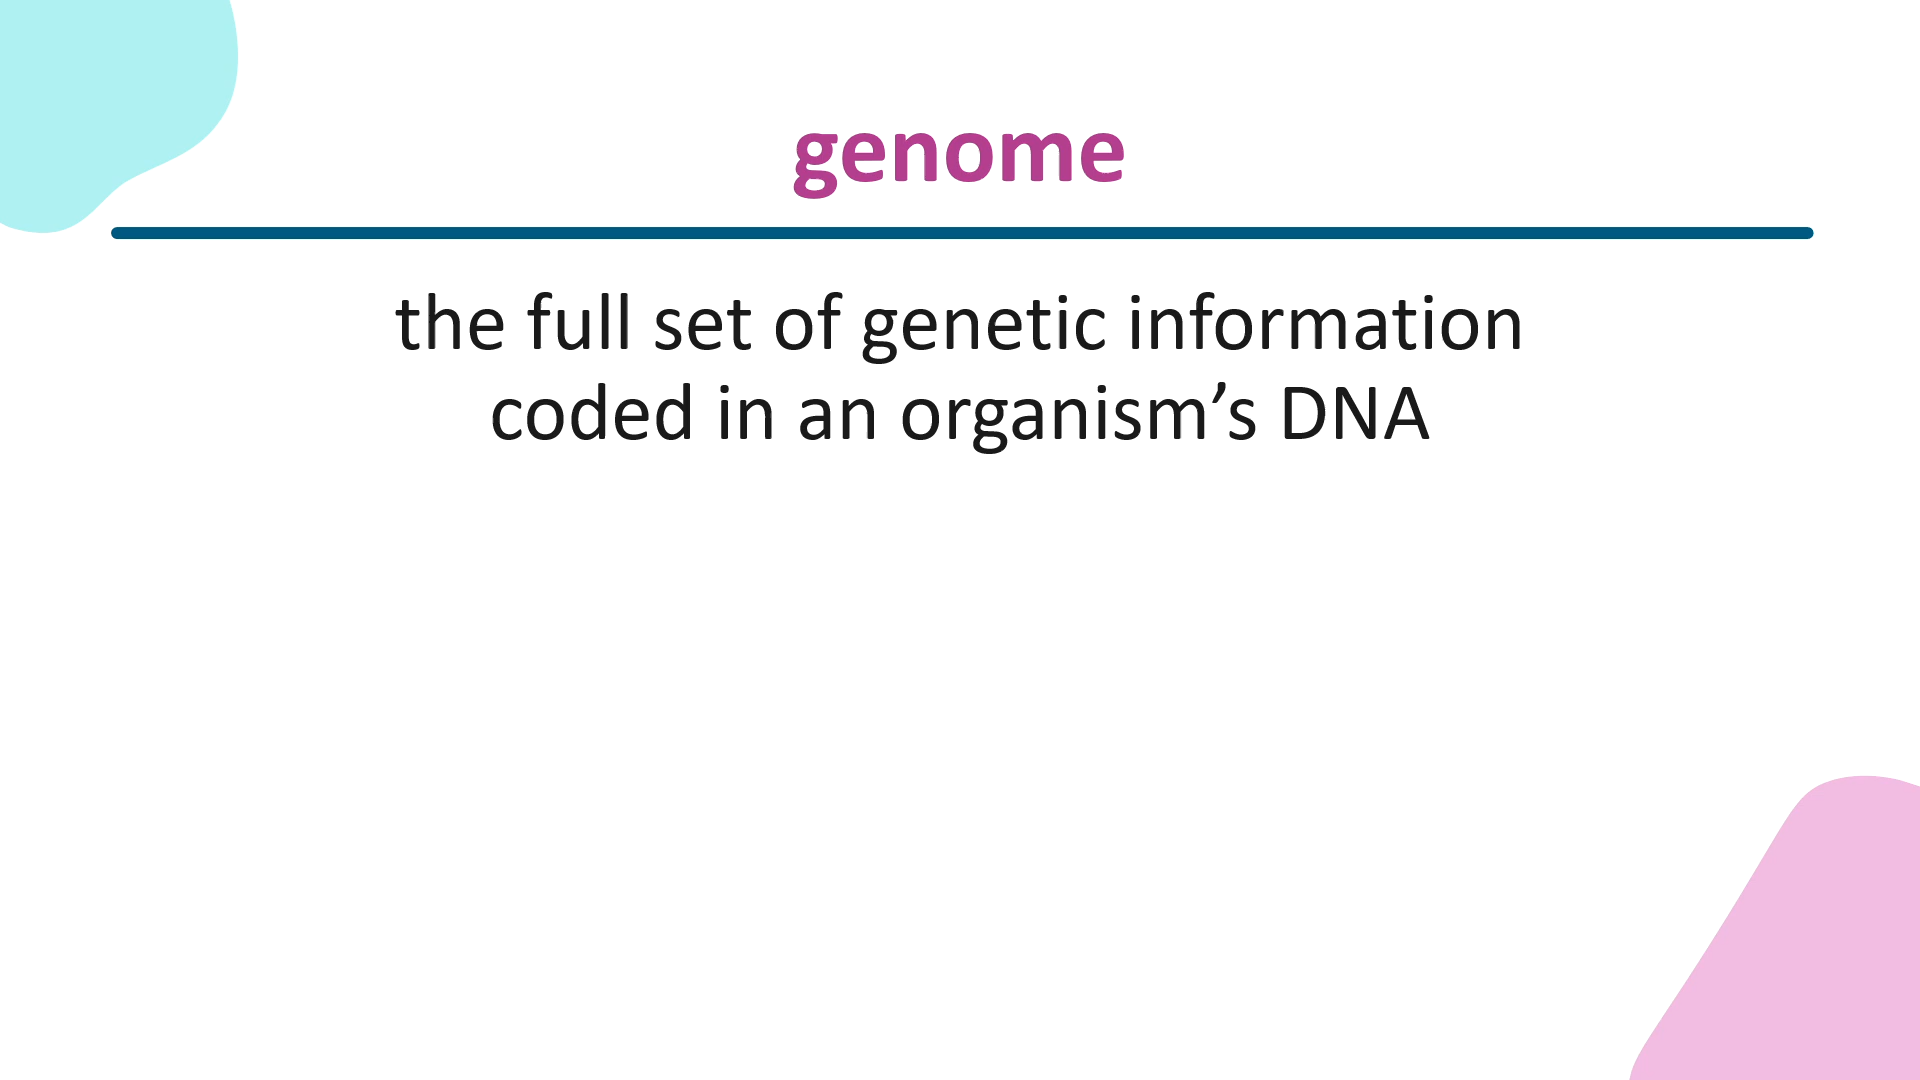 genome
the full set of genetic information
coded in an organism’s DNA